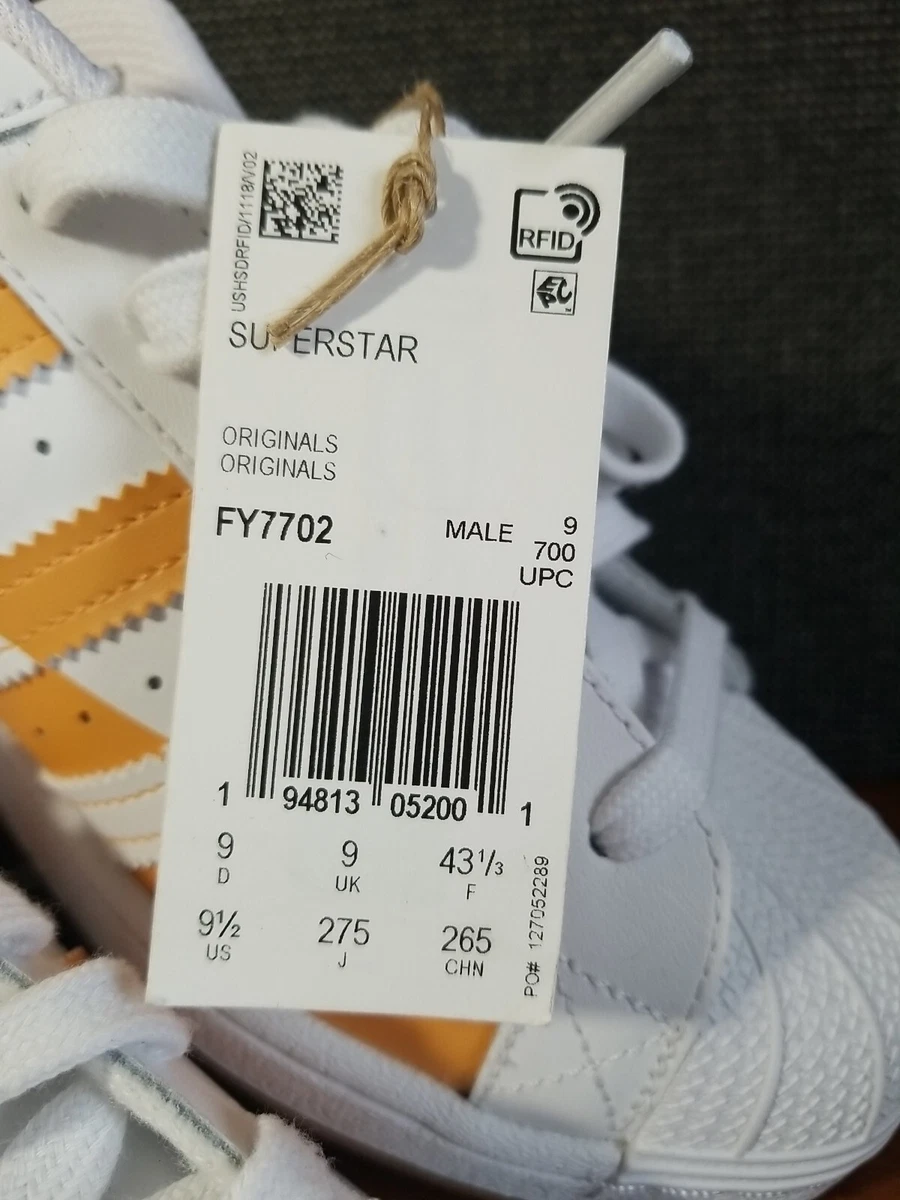 USHSDRFID/1118/V02
RFID
EPC
SUPERSTAR
ORIGINALS
ORIGINALS
FY7702
MALE 9
700
UPC
1 94813 05200 1
9 9 43⅓
D UK F
9½ 275 265
US J CHN
PO# 127052289